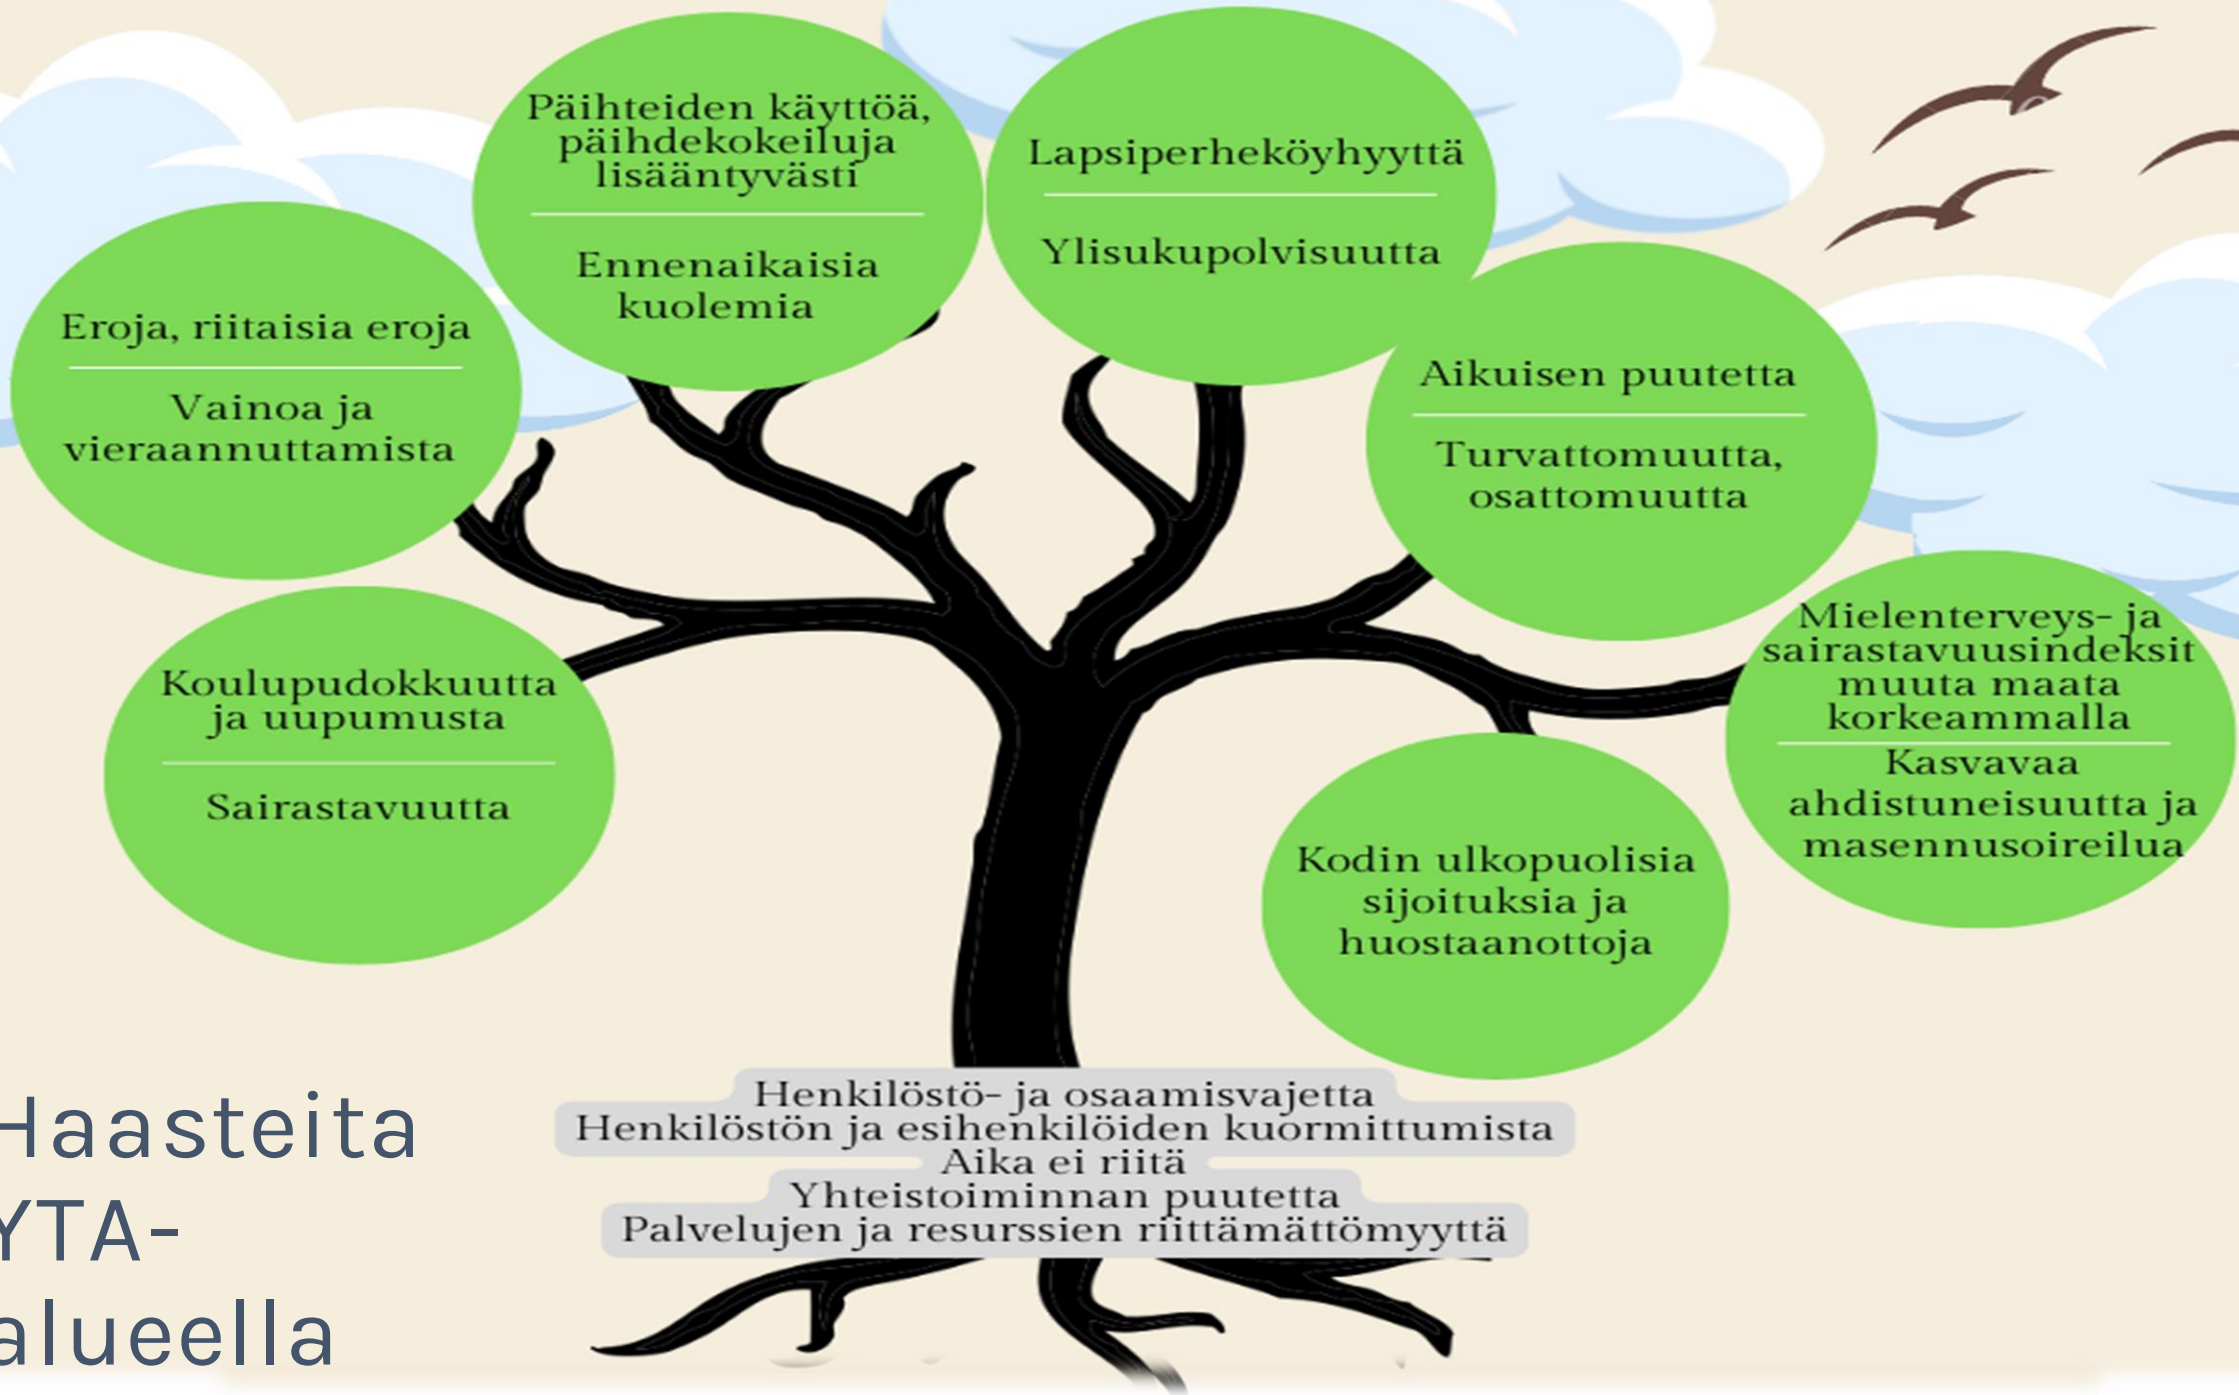 Päihteiden käyttöä,
päihdekokeiluja
lisääntyvästi
Ennenaikaisia
kuolemia
Lapsiperheköyhyyttä
Ylisukupolvisuutta
Eroja, riitaisia eroja
Vainoa ja
vieraannuttamista
Aikuisen puutetta
Turvattomuutta,
osattomuutta
Koulupudokkuutta
ja uupumusta
Sairastavuutta
Mielenterveys- ja
sairastavuusindeksit
muuta maata
korkeammalla
Kasvavaa
ahdistuneisuutta ja
masennusoireilua
Kodin ulkopuolisia
sijoituksia ja
huostaanottoja
Henkilöstö- ja osaamisvajetta
Henkilöstön ja esihenkilöiden kuormittumista
Aika ei riitä
Yhteistoiminnan puutetta
Palvelujen ja resurssien riittämättömyyttä
Haasteita
YTA-
alueella